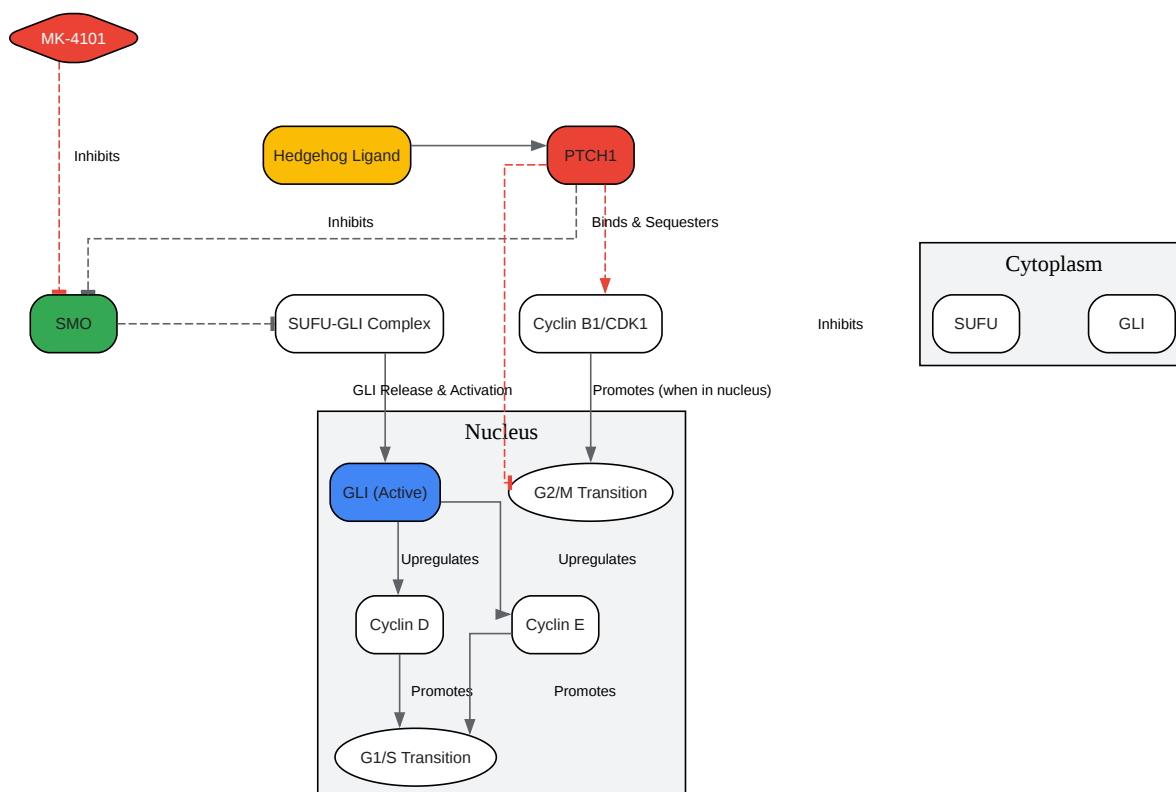 MK-4101
Inhibits
Hedgehog Ligand
PTCH1
Inhibits
Binds & Sequesters
Cytoplasm
SMO
SUFU-GLI Complex
Cyclin B1/CDK1
Inhibits
SUFU
GLI
GLI Release & Activation
Promotes (when in nucleus)
Nucleus
GLI (Active)
G2/M Transition
Upregulates
Upregulates
Cyclin D
Cyclin E
Promotes
Promotes
G1/S Transition